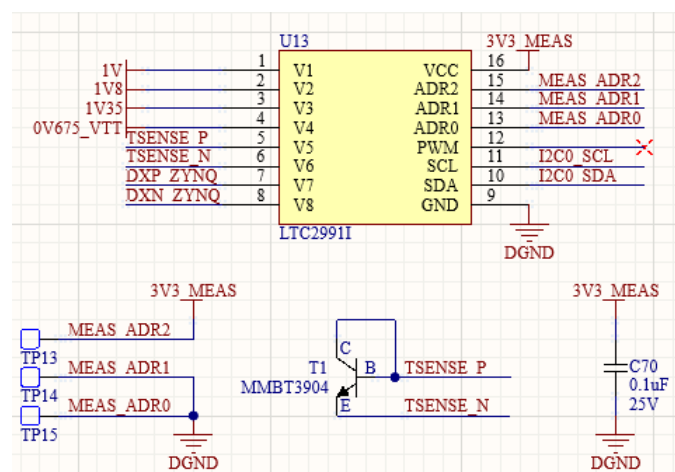 U13
3V3_MEAS
1V 1 V1 VCC 16
1V8 2 V2 ADR2 15 MEAS_ADR2
1V35 3 V3 ADR1 14 MEAS_ADR1
0V675_VTT 4 V4 ADR0 13 MEAS_ADR0
TSENSE_P 5 V5 PWM 12
TSENSE_N 6 V6 SCL 11 I2C0_SCL
DXP_ZYNQ 7 V7 SDA 10 I2C0_SDA
DXN_ZYNQ 8 V8 GND 9
LTC2991I
DGND
3V3_MEAS
MEAS_ADR2
TP13
MEAS_ADR1
TP14
MEAS_ADR0
TP15
DGND
C
T1 B TSENSE_P
MMBT3904
E TSENSE_N
3V3_MEAS
C70
0.1uF
25V
DGND